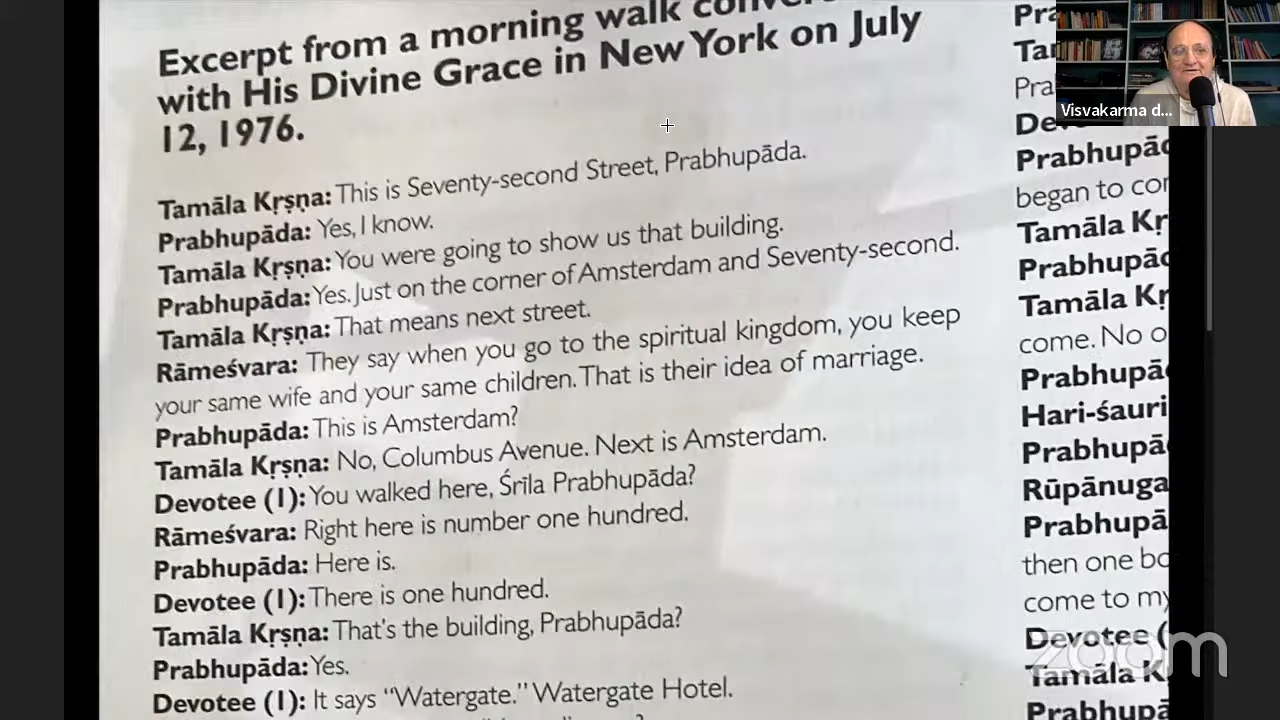 Excerpt from a morning walk
with His Divine Grace in New York on July
12, 1976.
Tamāla Kṛṣṇa: This is Seventy-second Street, Prabhupāda.
Prabhupāda: Yes, I know.
Tamāla Kṛṣṇa: You were going to show us that building.
Prabhupāda: Yes. Just on the corner of Amsterdam and Seventy-second.
Tamāla Kṛṣṇa: That means next street.
Rāmeśvara: They say when you go to the spiritual kingdom, you keep
your same wife and your same children. That is their idea of marriage.
Prabhupāda: This is Amsterdam?
Tamāla Kṛṣṇa: No, Columbus Avenue. Next is Amsterdam.
Devotee (1): You walked here, Śrīla Prabhupāda?
Rāmeśvara: Right here is number one hundred.
Prabhupāda: Here is.
Devotee (1): There is one hundred.
Tamāla Kṛṣṇa: That's the building, Prabhupāda?
Prabhupāda: Yes.
Devotee (1): It says “Watergate.” Watergate Hotel.
Pra
Tar
Pra
De
Prabhupād
began to cor
Tamāla Kṛ
Prabhupād
Tamāla Kṛ
come. No o
Prabhupā
Hari-śauri
Prabhupā
Rūpānuga
Prabhupā
then one bo
come to my
Devotee (
Tamāla K
Prabhupā
Visvakarma d...
zoom